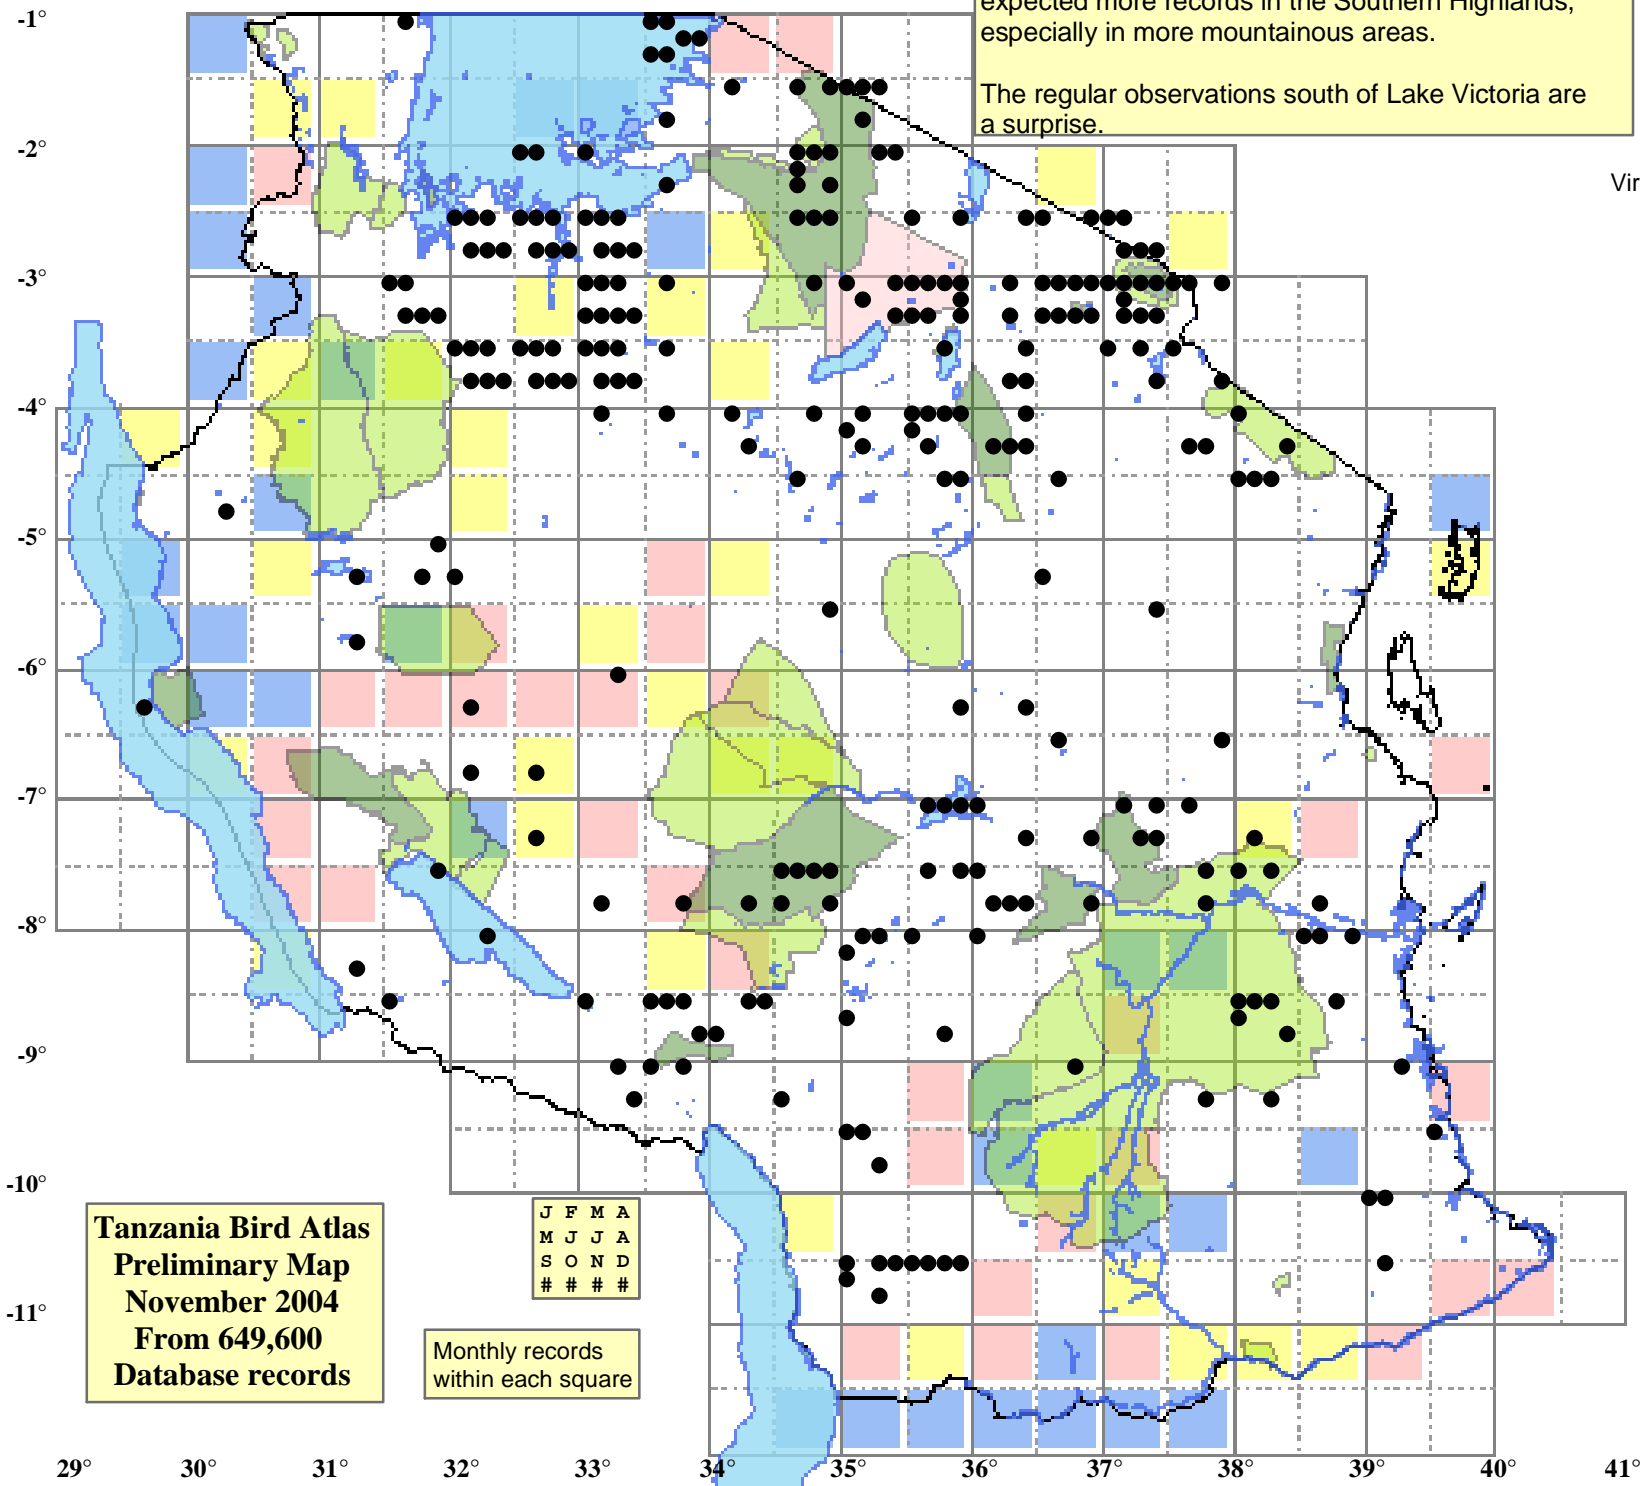 expected more records in the Southern Highlands,
especially in more mountainous areas.
The regular observations south of Lake Victoria are
a surprise.
Vir
-1°
-2°
-3°
-4°
-5°
-6°
-7°
-8°
-9°
-10°
-11°
Tanzania Bird Atlas
Preliminary Map
November 2004
From 649,600
Database records
J F M A
M J J A
S O N D
# # # #
Monthly records
within each square
29° 30° 31° 32° 33° 34° 35° 36° 37° 38° 39° 40° 41°